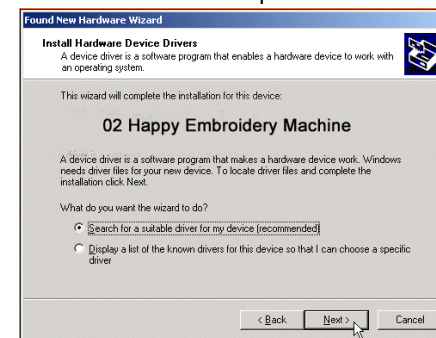 Found New Hardware Wizard
Install Hardware Device Drivers
A device driver is a software program that enables a hardware device to work with
an operating system.
This wizard will complete the installation for this device:
02 Happy Embroidery Machine
A device driver is a software program that makes a hardware device work. Windows
needs driver files for your new device. To locate driver files and complete the
installation click Next.
What do you want the wizard to do?
Search for a suitable driver for my device (recommended)
Display a list of the known drivers for this device so that I can choose a specific
driver
< Back Next > Cancel